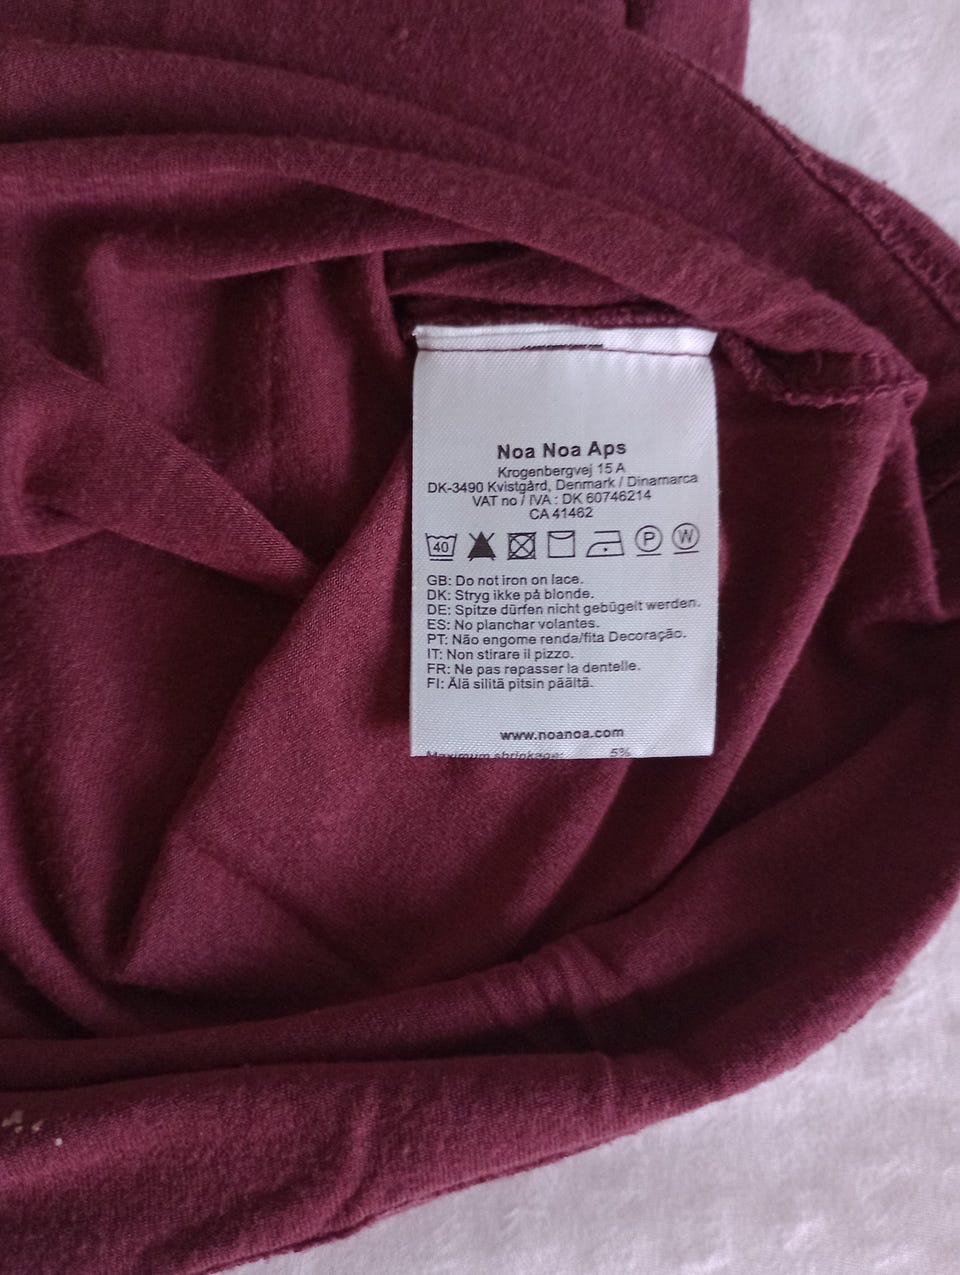 Noa Noa Aps
Krogenbergvej 15 A
DK-3490 Kvistgård, Denmark / Dinamarca
VAT no / IVA : DK 60746214
CA 41462
40 P W
GB: Do not iron on lace.
DK: Stryg ikke på blonde.
DE: Spitze dürfen nicht gebügelt werden.
ES: No planchar volantes.
PT: Não engome renda/fita Decoração.
IT: Non stirare il pizzo.
FR: Ne pas repasser la dentelle.
FI: Älä silitä pitsin päältä.
www.noanoa.com
Maximum shrinkage: 5%